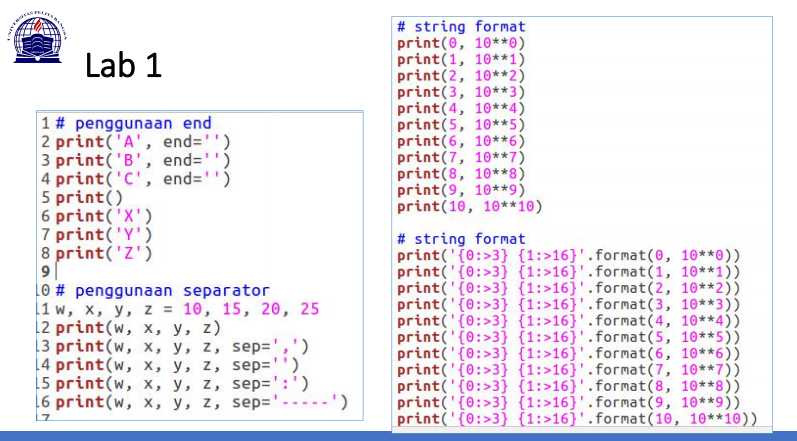 UNIVERSITAS PELITA BANGSA
Lab 1
1 # penggunaan end
2 print('A', end='')
3 print('B', end='')
4 print('C', end='')
5 print()
6 print('X')
7 print('Y')
8 print('Z')
9
10 # penggunaan separator
11 w, x, y, z = 10, 15, 20, 25
12 print(w, x, y, z)
13 print(w, x, y, z, sep=',')
14 print(w, x, y, z, sep='')
15 print(w, x, y, z, sep=':')
16 print(w, x, y, z, sep='-----')
17
# string format
print(0, 10**0)
print(1, 10**1)
print(2, 10**2)
print(3, 10**3)
print(4, 10**4)
print(5, 10**5)
print(6, 10**6)
print(7, 10**7)
print(8, 10**8)
print(9, 10**9)
print(10, 10**10)
# string format
print('{0:>3} {1:>16}'.format(0, 10**0))
print('{0:>3} {1:>16}'.format(1, 10**1))
print('{0:>3} {1:>16}'.format(2, 10**2))
print('{0:>3} {1:>16}'.format(3, 10**3))
print('{0:>3} {1:>16}'.format(4, 10**4))
print('{0:>3} {1:>16}'.format(5, 10**5))
print('{0:>3} {1:>16}'.format(6, 10**6))
print('{0:>3} {1:>16}'.format(7, 10**7))
print('{0:>3} {1:>16}'.format(8, 10**8))
print('{0:>3} {1:>16}'.format(9, 10**9))
print('{0:>3} {1:>16}'.format(10, 10**10))